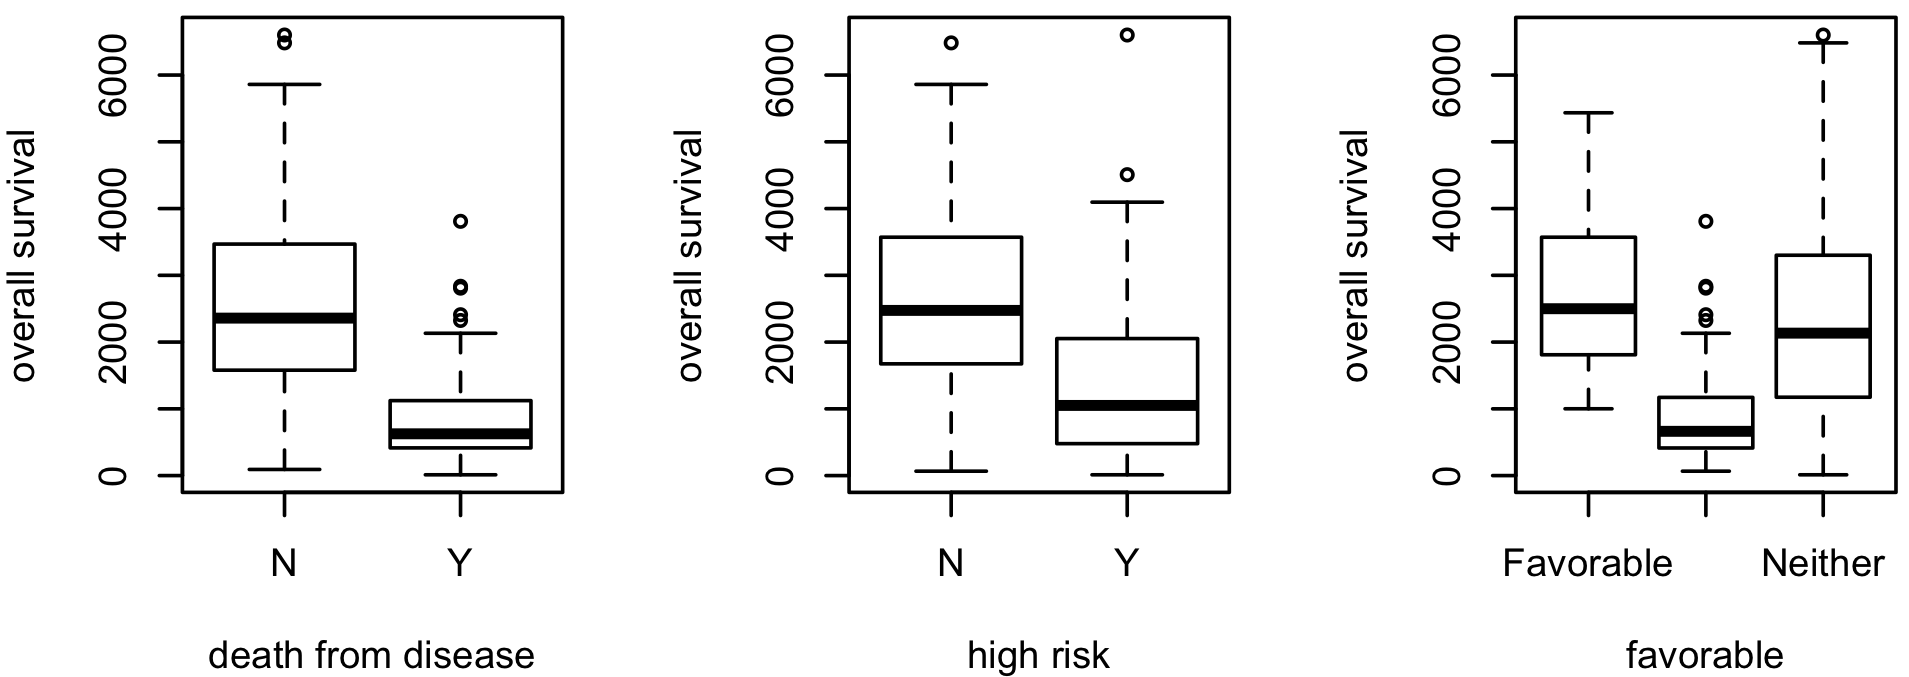 overall survival
6000
4000
2000
0
N Y
death from disease
overall survival
6000
4000
2000
0
N Y
high risk
overall survival
6000
4000
2000
0
Favorable Neither
favorable